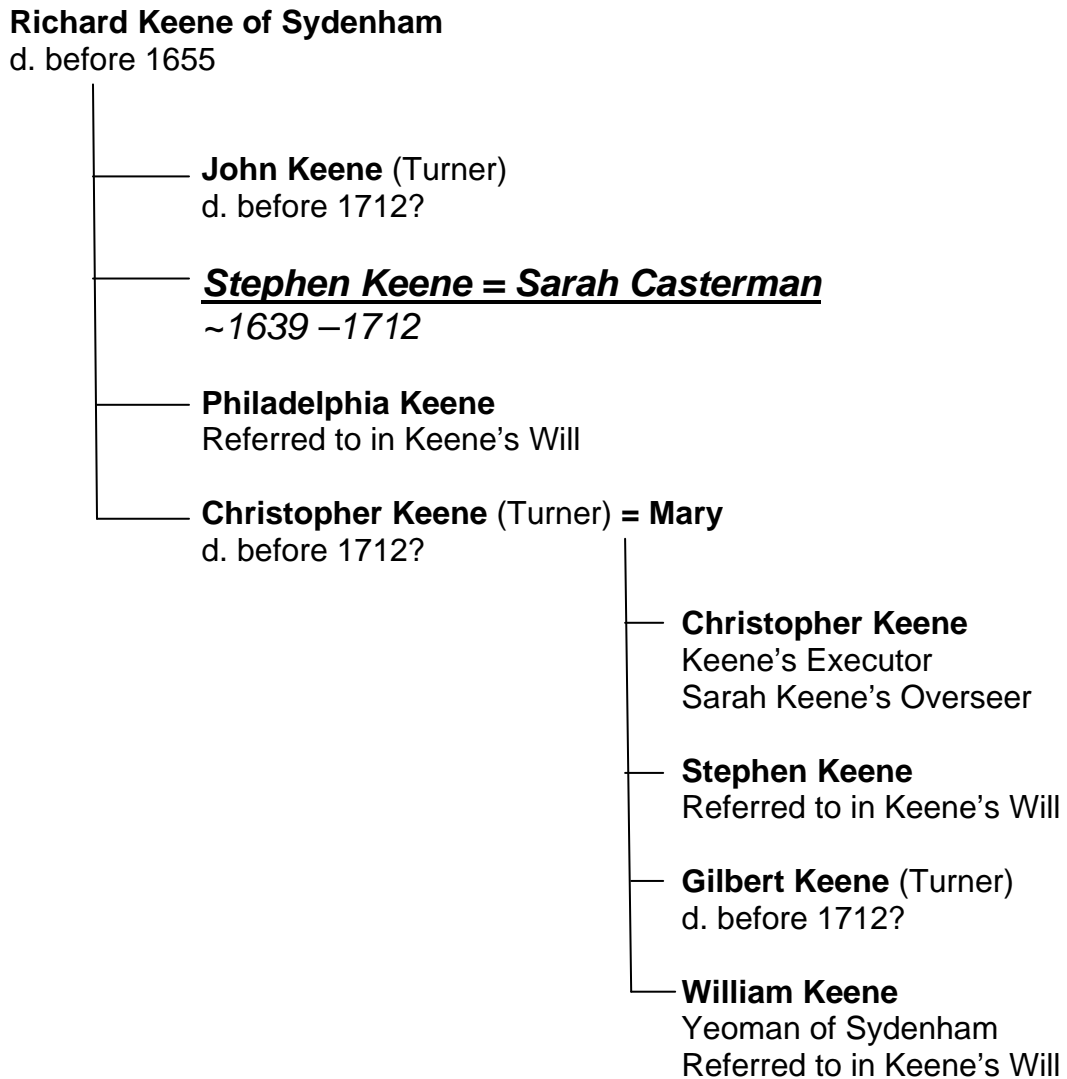 Richard Keene of Sydenham
d. before 1655
John Keene (Turner)
d. before 1712?
Stephen Keene = Sarah Casterman
~1639 –1712
Philadelphia Keene
Referred to in Keene's Will
Christopher Keene (Turner) = Mary
d. before 1712?
Christopher Keene
Keene's Executor
Sarah Keene's Overseer
Stephen Keene
Referred to in Keene's Will
Gilbert Keene (Turner)
d. before 1712?
William Keene
Yeoman of Sydenham
Referred to in Keene's Will